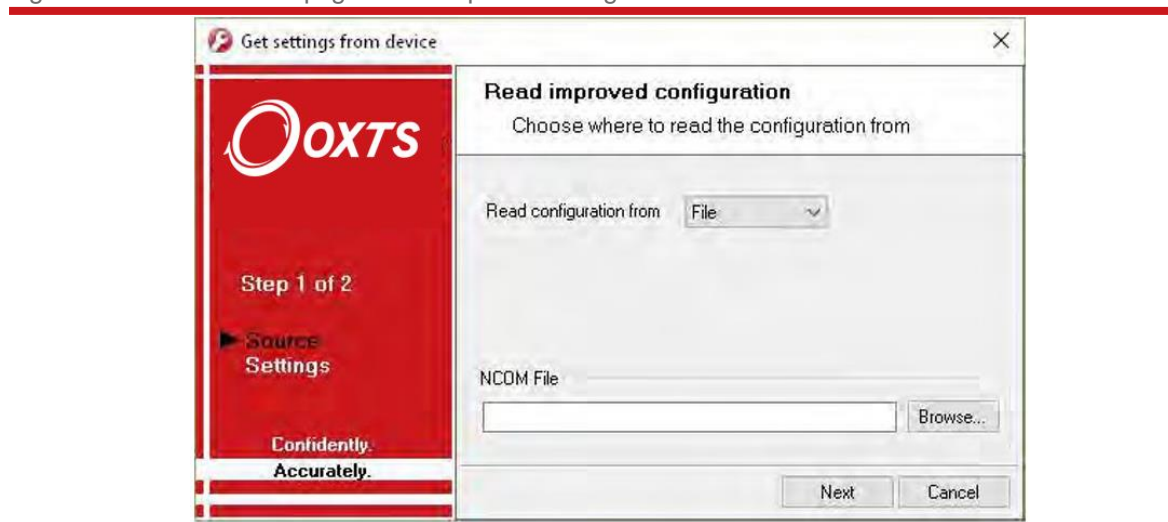 Get settings from device
OXTS
Read improved configuration
Choose where to read the configuration from
Read configuration from File
Step 1 of 2
Source
Settings
NCOM File
Browse...
Confidently.
Accurately.
Next Cancel